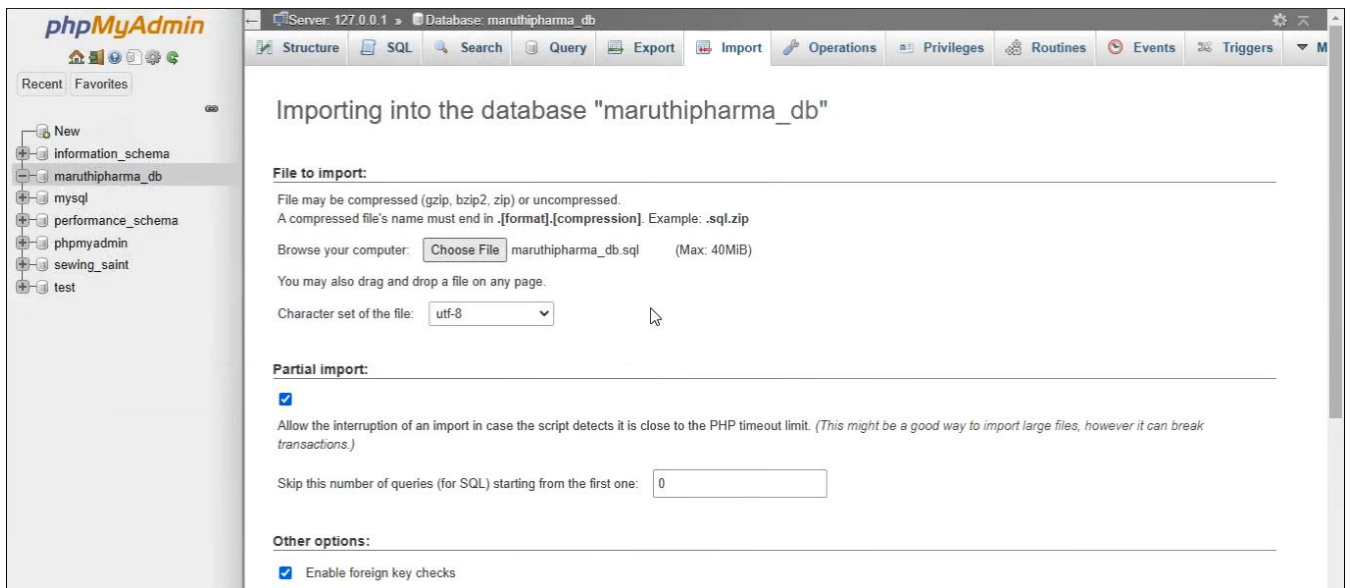 phpMyAdmin
Recent Favorites
New
information_schema
maruthipharma_db
mysql
performance_schema
phpmyadmin
sewing_saint
test
Server: 127.0.0.1 » Database: maruthipharma_db
Structure SQL Search Query Export Import Operations Privileges Routines Events Triggers M
Importing into the database "maruthipharma_db"
File to import:
File may be compressed (gzip, bzip2, zip) or uncompressed.
A compressed file's name must end in .[format].[compression]. Example: .sql.zip
Browse your computer: Choose File maruthipharma_db.sql (Max: 40MiB)
You may also drag and drop a file on any page.
Character set of the file: utf-8
Partial import:
Allow the interruption of an import in case the script detects it is close to the PHP timeout limit. (This might be a good way to import large files, however it can break
transactions.)
Skip this number of queries (for SQL) starting from the first one: 0
Other options:
Enable foreign key checks